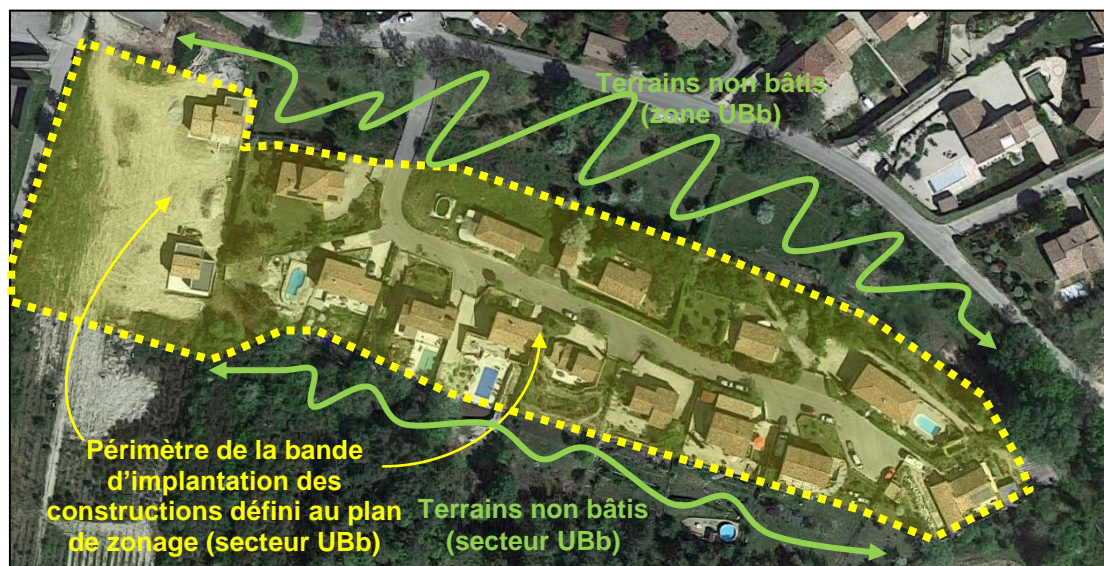 Terrains non bâtis
(zone UBb)
Périmètre de la bande
d'implantation des
constructions défini au plan
de zonage (secteur UBb)
Terrains non bâtis
(secteur UBb)